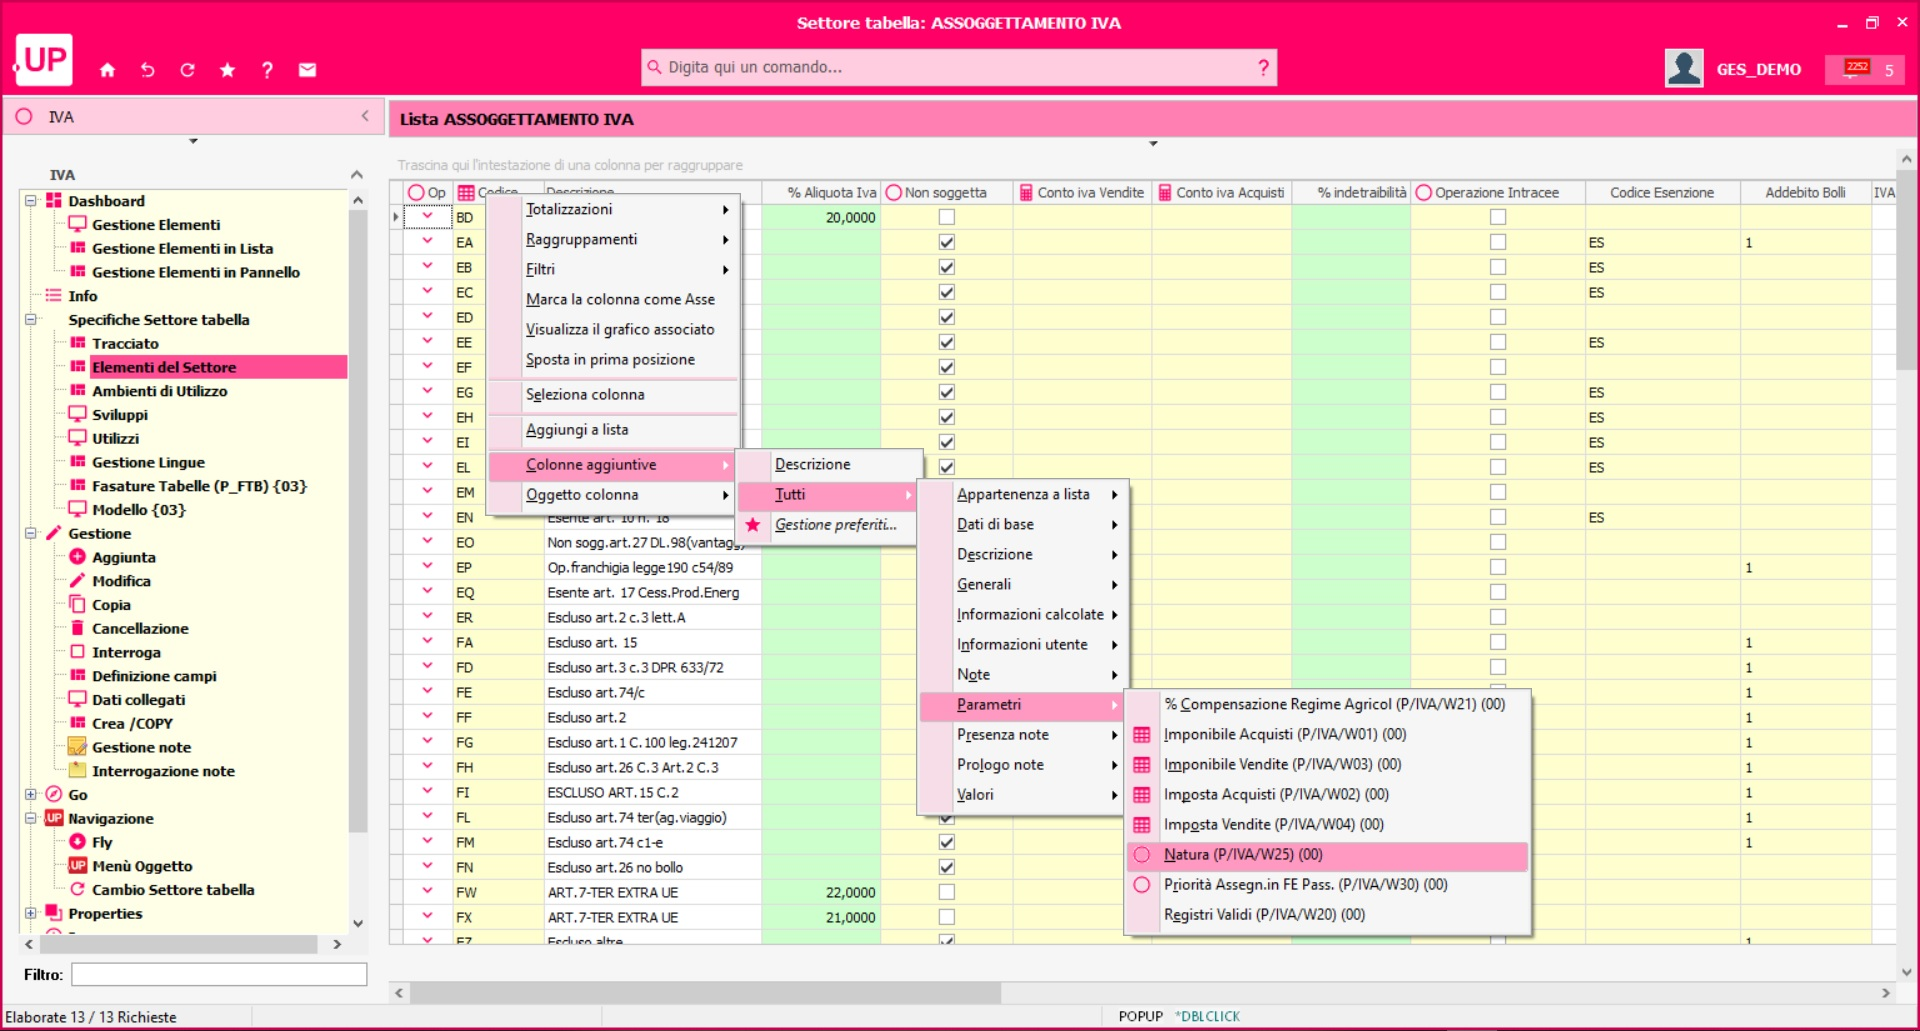 Settore tabella: ASSOGGETTAMENTO IVA
.UP
Digita qui un comando...
?
GES_DEMO
2252
5
IVA
Lista ASSOGGETTAMENTO IVA
Trascina qui l'intestazione di una colonna per raggruppare
IVA
Dashboard
Gestione Elementi
Gestione Elementi in Lista
Gestione Elementi in Pannello
Info
Specifiche Settore tabella
Tracciato
Elementi del Settore
Ambienti di Utilizzo
Sviluppi
Utilizzi
Gestione Lingue
Fasature Tabelle (P_FTB) {03}
Modello {03}
Gestione
Aggiunta
Modifica
Copia
Cancellazione
Interroga
Definizione campi
Dati collegati
Crea /COPY
Gestione note
Interrogazione note
Go
Navigazione
Fly
Menù Oggetto
Cambio Settore tabella
Properties
Filtro:
Op Codice Descrizione % Aliquota Iva Non soggetta Conto iva Vendite Conto iva Acquisti % indetraibilità Operazione Intracee Codice Esenzione Addebito Bolli IVA
BD 20,0000
EA ES 1
EB ES
EC ES
ED
EE ES
EF
EG ES
EH ES
EI ES
EL ES
EM
EN Esente art. 10 n. 18 ES
EO Non sogg.art.27 DL.98(vantagg
EP Op.franchigia legge190 c54/89 1
EQ Esente art. 17 Cess.Prod.Energ
ER Escluso art.2 c.3 lett.A
FA Escluso art. 15 1
FD Escluso art.3 c.3 DPR 633/72 1
FE Escluso art.74/c 1
FF Escluso art.2 1
FG Escluso art.1 C.100 leg.241207 1
FH Escluso art.26 C.3 Art.2 C.3 1
FI ESCLUSO ART.15 C.2 1
FL Escluso art.74 ter(ag.viaggio) 1
FM Escluso art.74 c1-e 1
FN Escluso art.26 no bollo
FW ART.7-TER EXTRA UE 22,0000
FX ART.7-TER EXTRA UE 21,0000
FZ Escluso altre 1
Totalizzazioni
Raggruppamenti
Filtri
Marca la colonna come Asse
Visualizza il grafico associato
Sposta in prima posizione
Seleziona colonna
Aggiungi a lista
Colonne aggiuntive
Oggetto colonna
Descrizione
Tutti
Gestione preferiti...
Appartenenza a lista
Dati di base
Descrizione
Generali
Informazioni calcolate
Informazioni utente
Note
Parametri
Presenza note
Prologo note
Valori
% Compensazione Regime Agricol (P/IVA/W21) (00)
Imponibile Acquisti (P/IVA/W01) (00)
Imponibile Vendite (P/IVA/W03) (00)
Imposta Acquisti (P/IVA/W02) (00)
Imposta Vendite (P/IVA/W04) (00)
Natura (P/IVA/W25) (00)
Priorità Assegn.in FE Pass. (P/IVA/W30) (00)
Registri Validi (P/IVA/W20) (00)
Elaborate 13 / 13 Richieste
POPUP *DBLCLICK